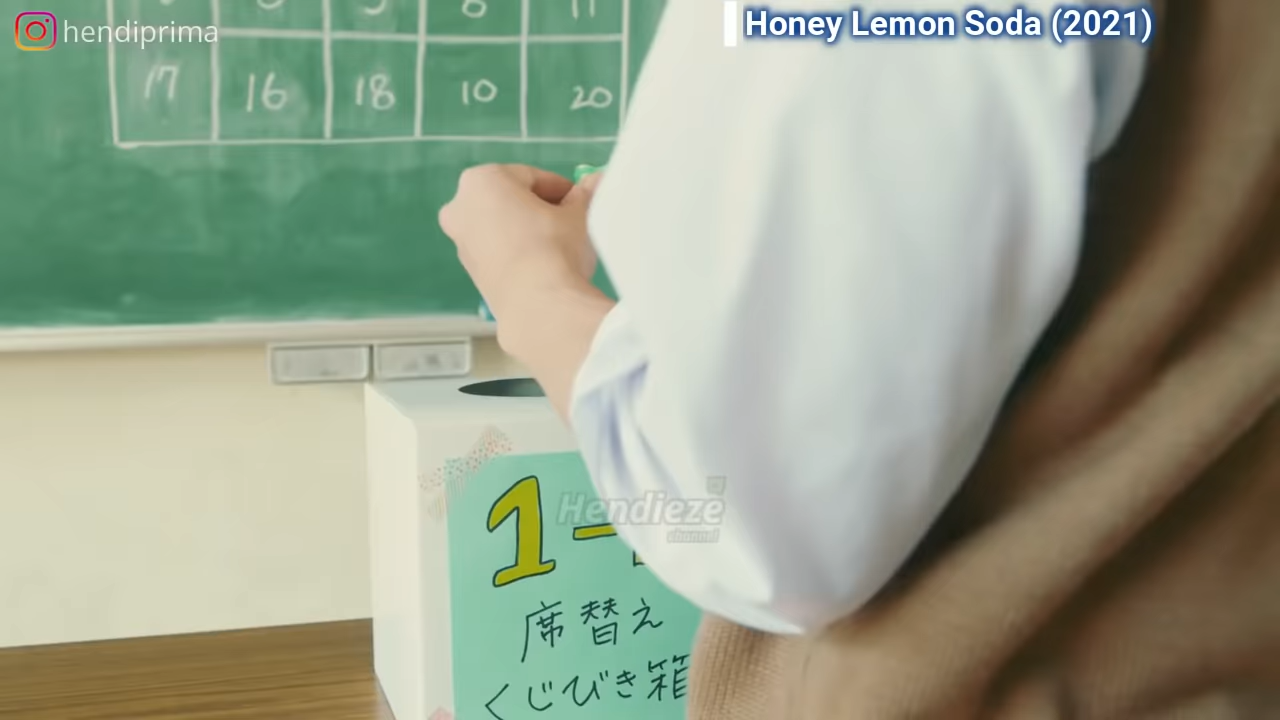 hendiprima
Honey Lemon Soda (2021)
17 16 18 10 20
Hendieze
channel
1-
席替え
くじびき箱